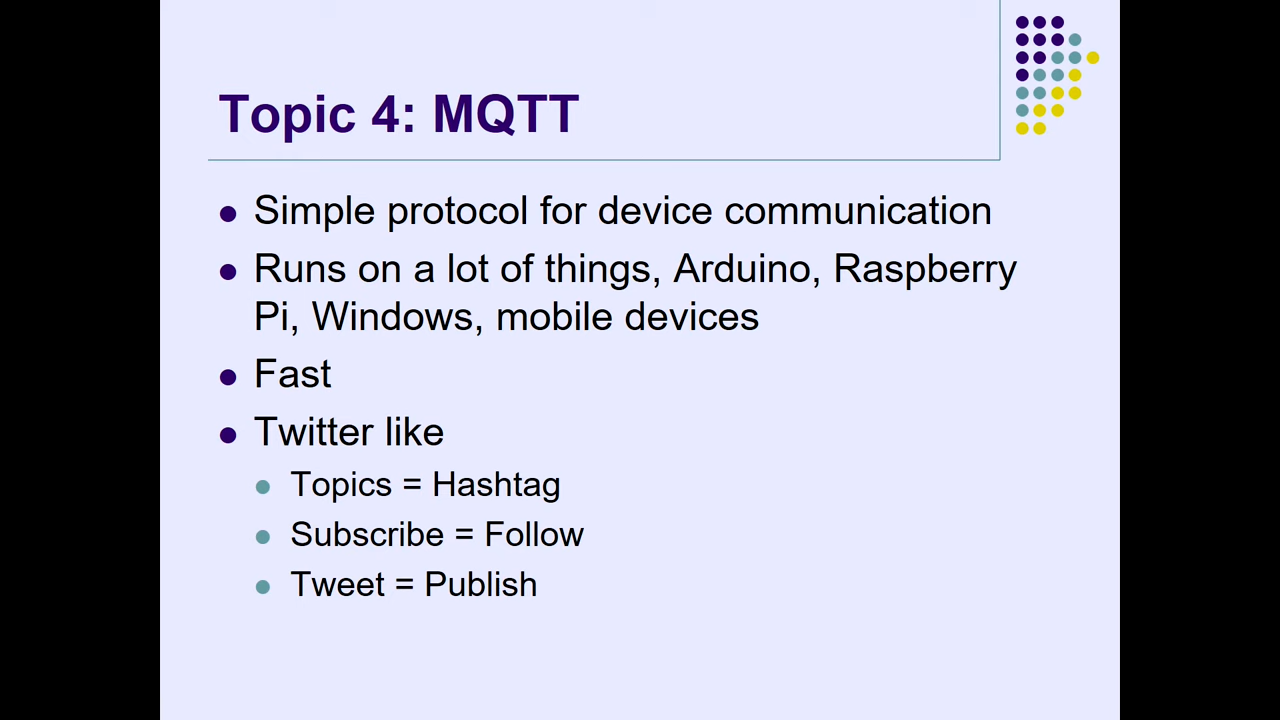 Topic 4: MQTT
Simple protocol for device communication
Runs on a lot of things, Arduino, Raspberry
Pi, Windows, mobile devices
Fast
Twitter like
Topics = Hashtag
Subscribe = Follow
Tweet = Publish